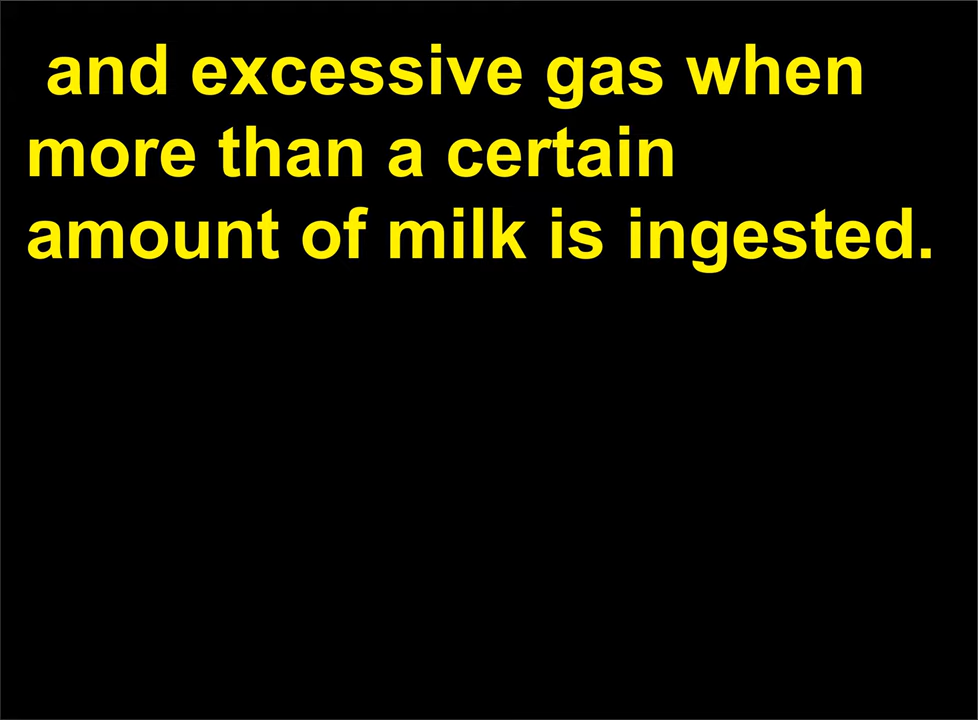 and excessive gas when
more than a certain
amount of milk is ingested.